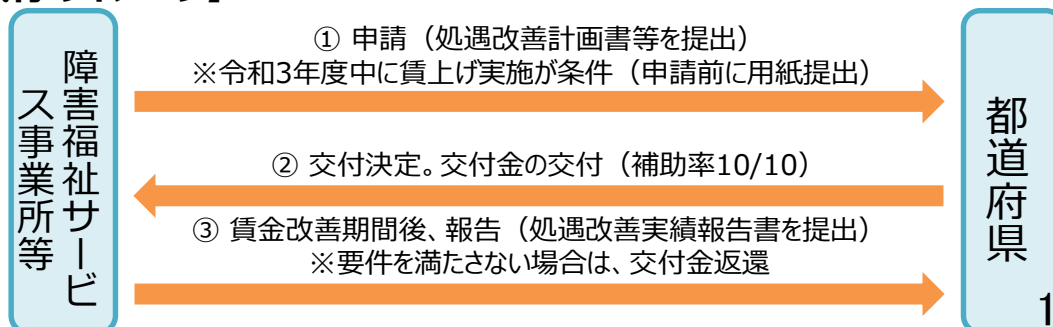 障害福祉サービス事業所等
① 申請（処遇改善計画書等を提出）
※令和3年度中に賃上げ実施が条件（申請前に用紙提出）
② 交付決定。交付金の交付（補助率10/10）
③ 賃金改善期間後、報告（処遇改善実績報告書を提出）
※要件を満たさない場合は、交付金返還
都道府県
1